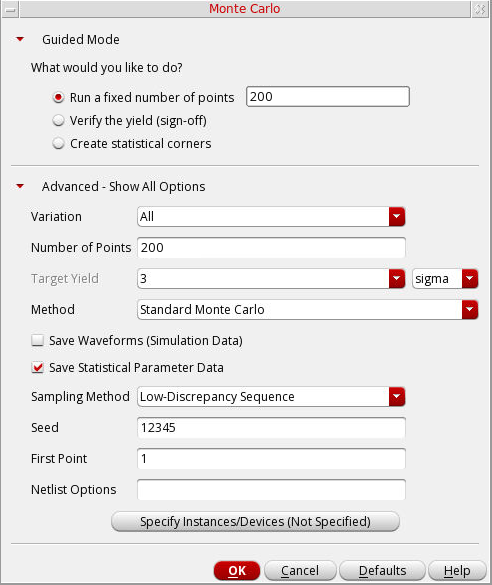 Monte Carlo
Guided Mode
What would you like to do?
Run a fixed number of points 200
Verify the yield (sign-off)
Create statistical corners
Advanced - Show All Options
Variation All
Number of Points 200
Target Yield 3 sigma
Method Standard Monte Carlo
Save Waveforms (Simulation Data)
Save Statistical Parameter Data
Sampling Method Low-Discrepancy Sequence
Seed 12345
First Point 1
Netlist Options
Specify Instances/Devices (Not Specified)
OK Cancel Defaults Help